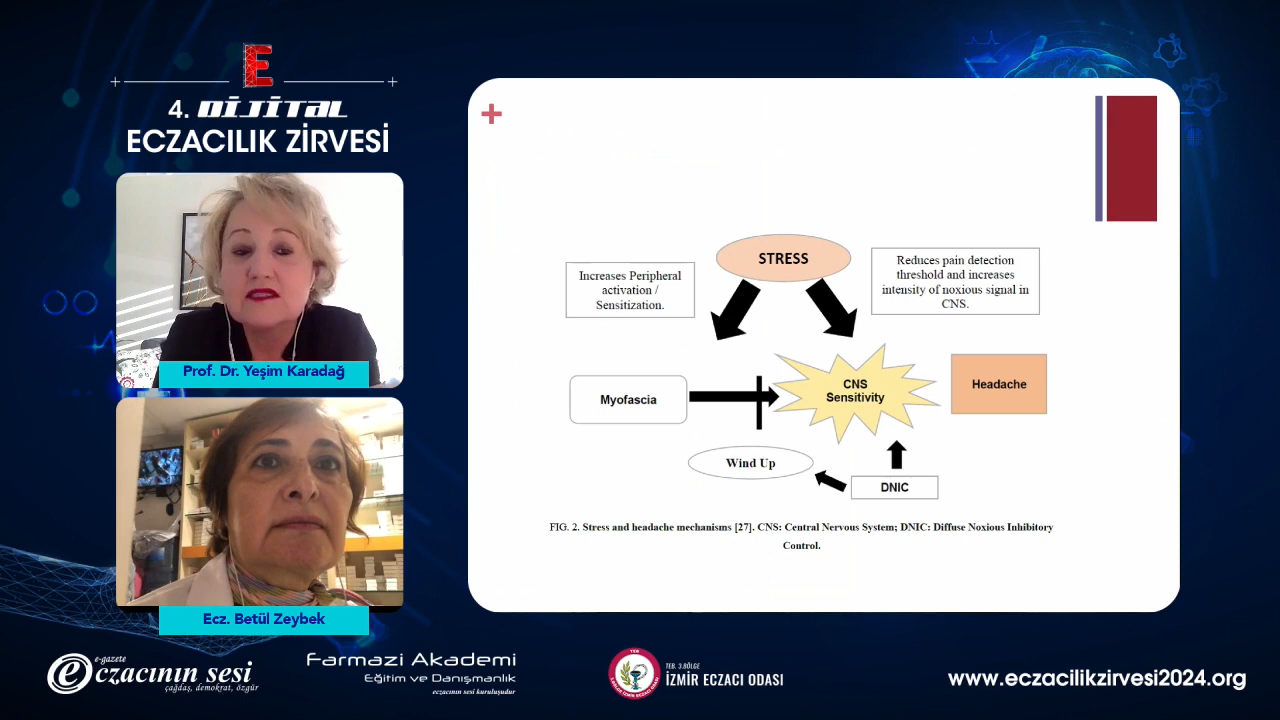 E
4. DİJİTAL
ECZACILIK ZİRVESİ
Prof. Dr. Yeşim Karadağ
Ecz. Betül Zeybek
STRESS
Increases Peripheral
activation /
Sensitization.
Reduces pain detection
threshold and increases
intensity of noxious signal in
CNS.
Myofascia
CNS
Sensitivity
Headache
Wind Up
DNIC
FIG. 2. Stress and headache mechanisms [27]. CNS: Central Nervous System; DNIC: Diffuse Noxious Inhibitory
Control.
e-gazete
eczacının sesi
çağdaş, demokrat, özgür
Farmazi Akademi
Eğitim ve Danışmanlık
eczacının sesi kuruluşudur
TEB. 3.BÖLGE
İZMİR ECZACI ODASI
www.eczacilikzirvesi2024.org